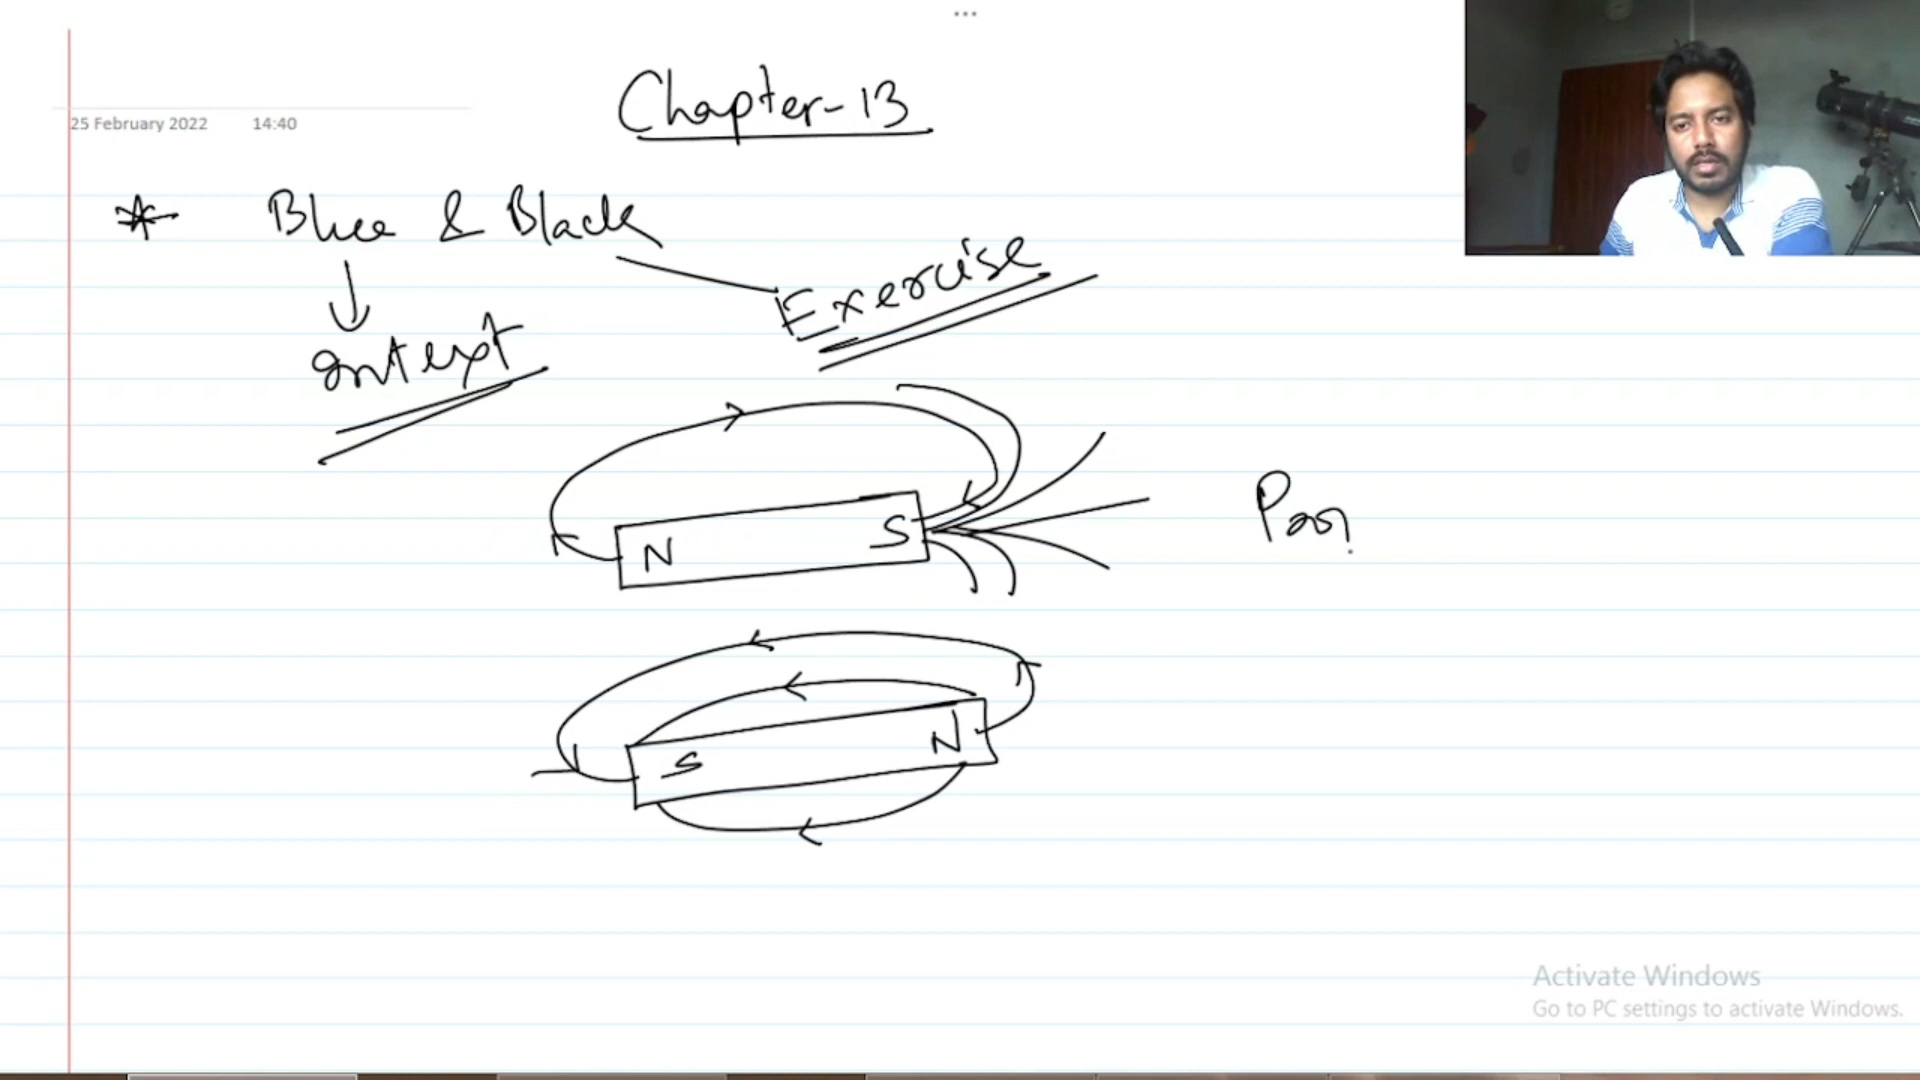 ...
Chapter-13
25 February 2022 14:40
* Blue & Black
Exercise
Intext
N S
S N
Activate Windows
Go to PC settings to activate Windows.